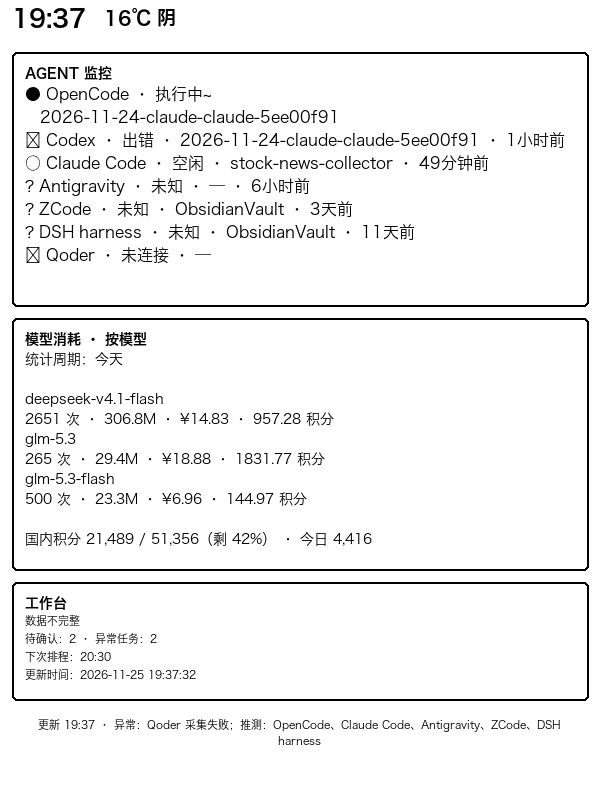 19:37 16℃ 阴
AGENT 监控
● OpenCode · 执行中~
2026-11-24-claude-claude-5ee00f91
☒ Codex · 出错 · 2026-11-24-claude-claude-5ee00f91 · 1小时前
○ Claude Code · 空闲 · stock-news-collector · 49分钟前
? Antigravity · 未知 · — · 6小时前
? ZCode · 未知 · ObsidianVault · 3天前
? DSH harness · 未知 · ObsidianVault · 11天前
☒ Qoder · 未连接 · —
模型消耗 · 按模型
统计周期: 今天
deepseek-v4.1-flash
2651 次 · 306.8M · ¥14.83 · 957.28 积分
glm-5.3
265 次 · 29.4M · ¥18.88 · 1831.77 积分
glm-5.3-flash
500 次 · 23.3M · ¥6.96 · 144.97 积分
国内积分 21,489 / 51,356（剩 42%） · 今日 4,416
工作台
数据不完整
待确认: 2 · 异常任务: 2
下次排程: 20:30
更新时间: 2026-11-25 19:37:32
更新 19:37 · 异常: Qoder 采集失败; 推测: OpenCode、Claude Code、Antigravity、ZCode、DSH
harness